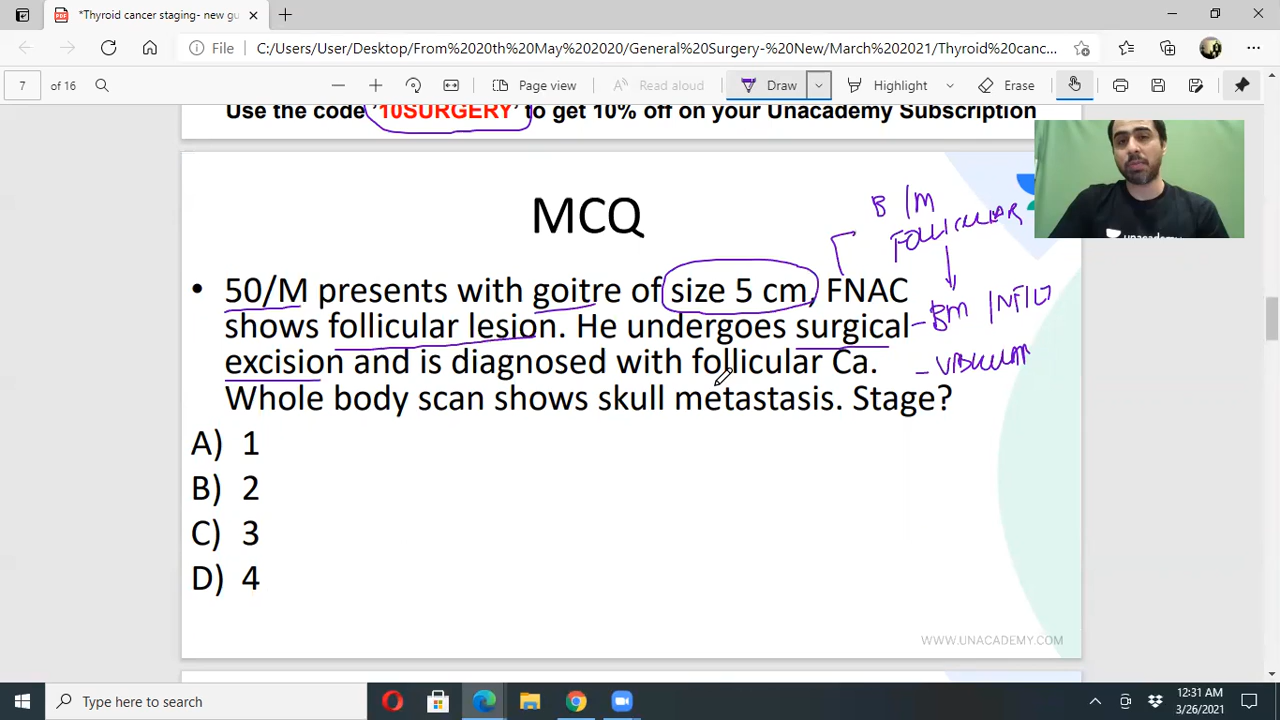 *Thyroid cancer staging- new gu
File
C:/Users/User/Desktop/From%2020th%20May%202020/General%20Surgery-%20New/March%202021/Thyroid%20canc...
7 of 16
Page view
Read aloud
Draw
Highlight
Erase
Use the code '10SURGERY' to get 10% off on your Unacademy Subscription
unacademy
MCQ
B /M
FOLLICULAR
• 50/M presents with goitre of size 5 cm, FNAC
shows follicular lesion. He undergoes surgical
excision and is diagnosed with follicular Ca.
Whole body scan shows skull metastasis. Stage?
- BM
- VASCULAR
A) 1
B) 2
C) 3
D) 4
WWW.UNACADEMY.COM
Type here to search
12:31 AM
3/26/2021